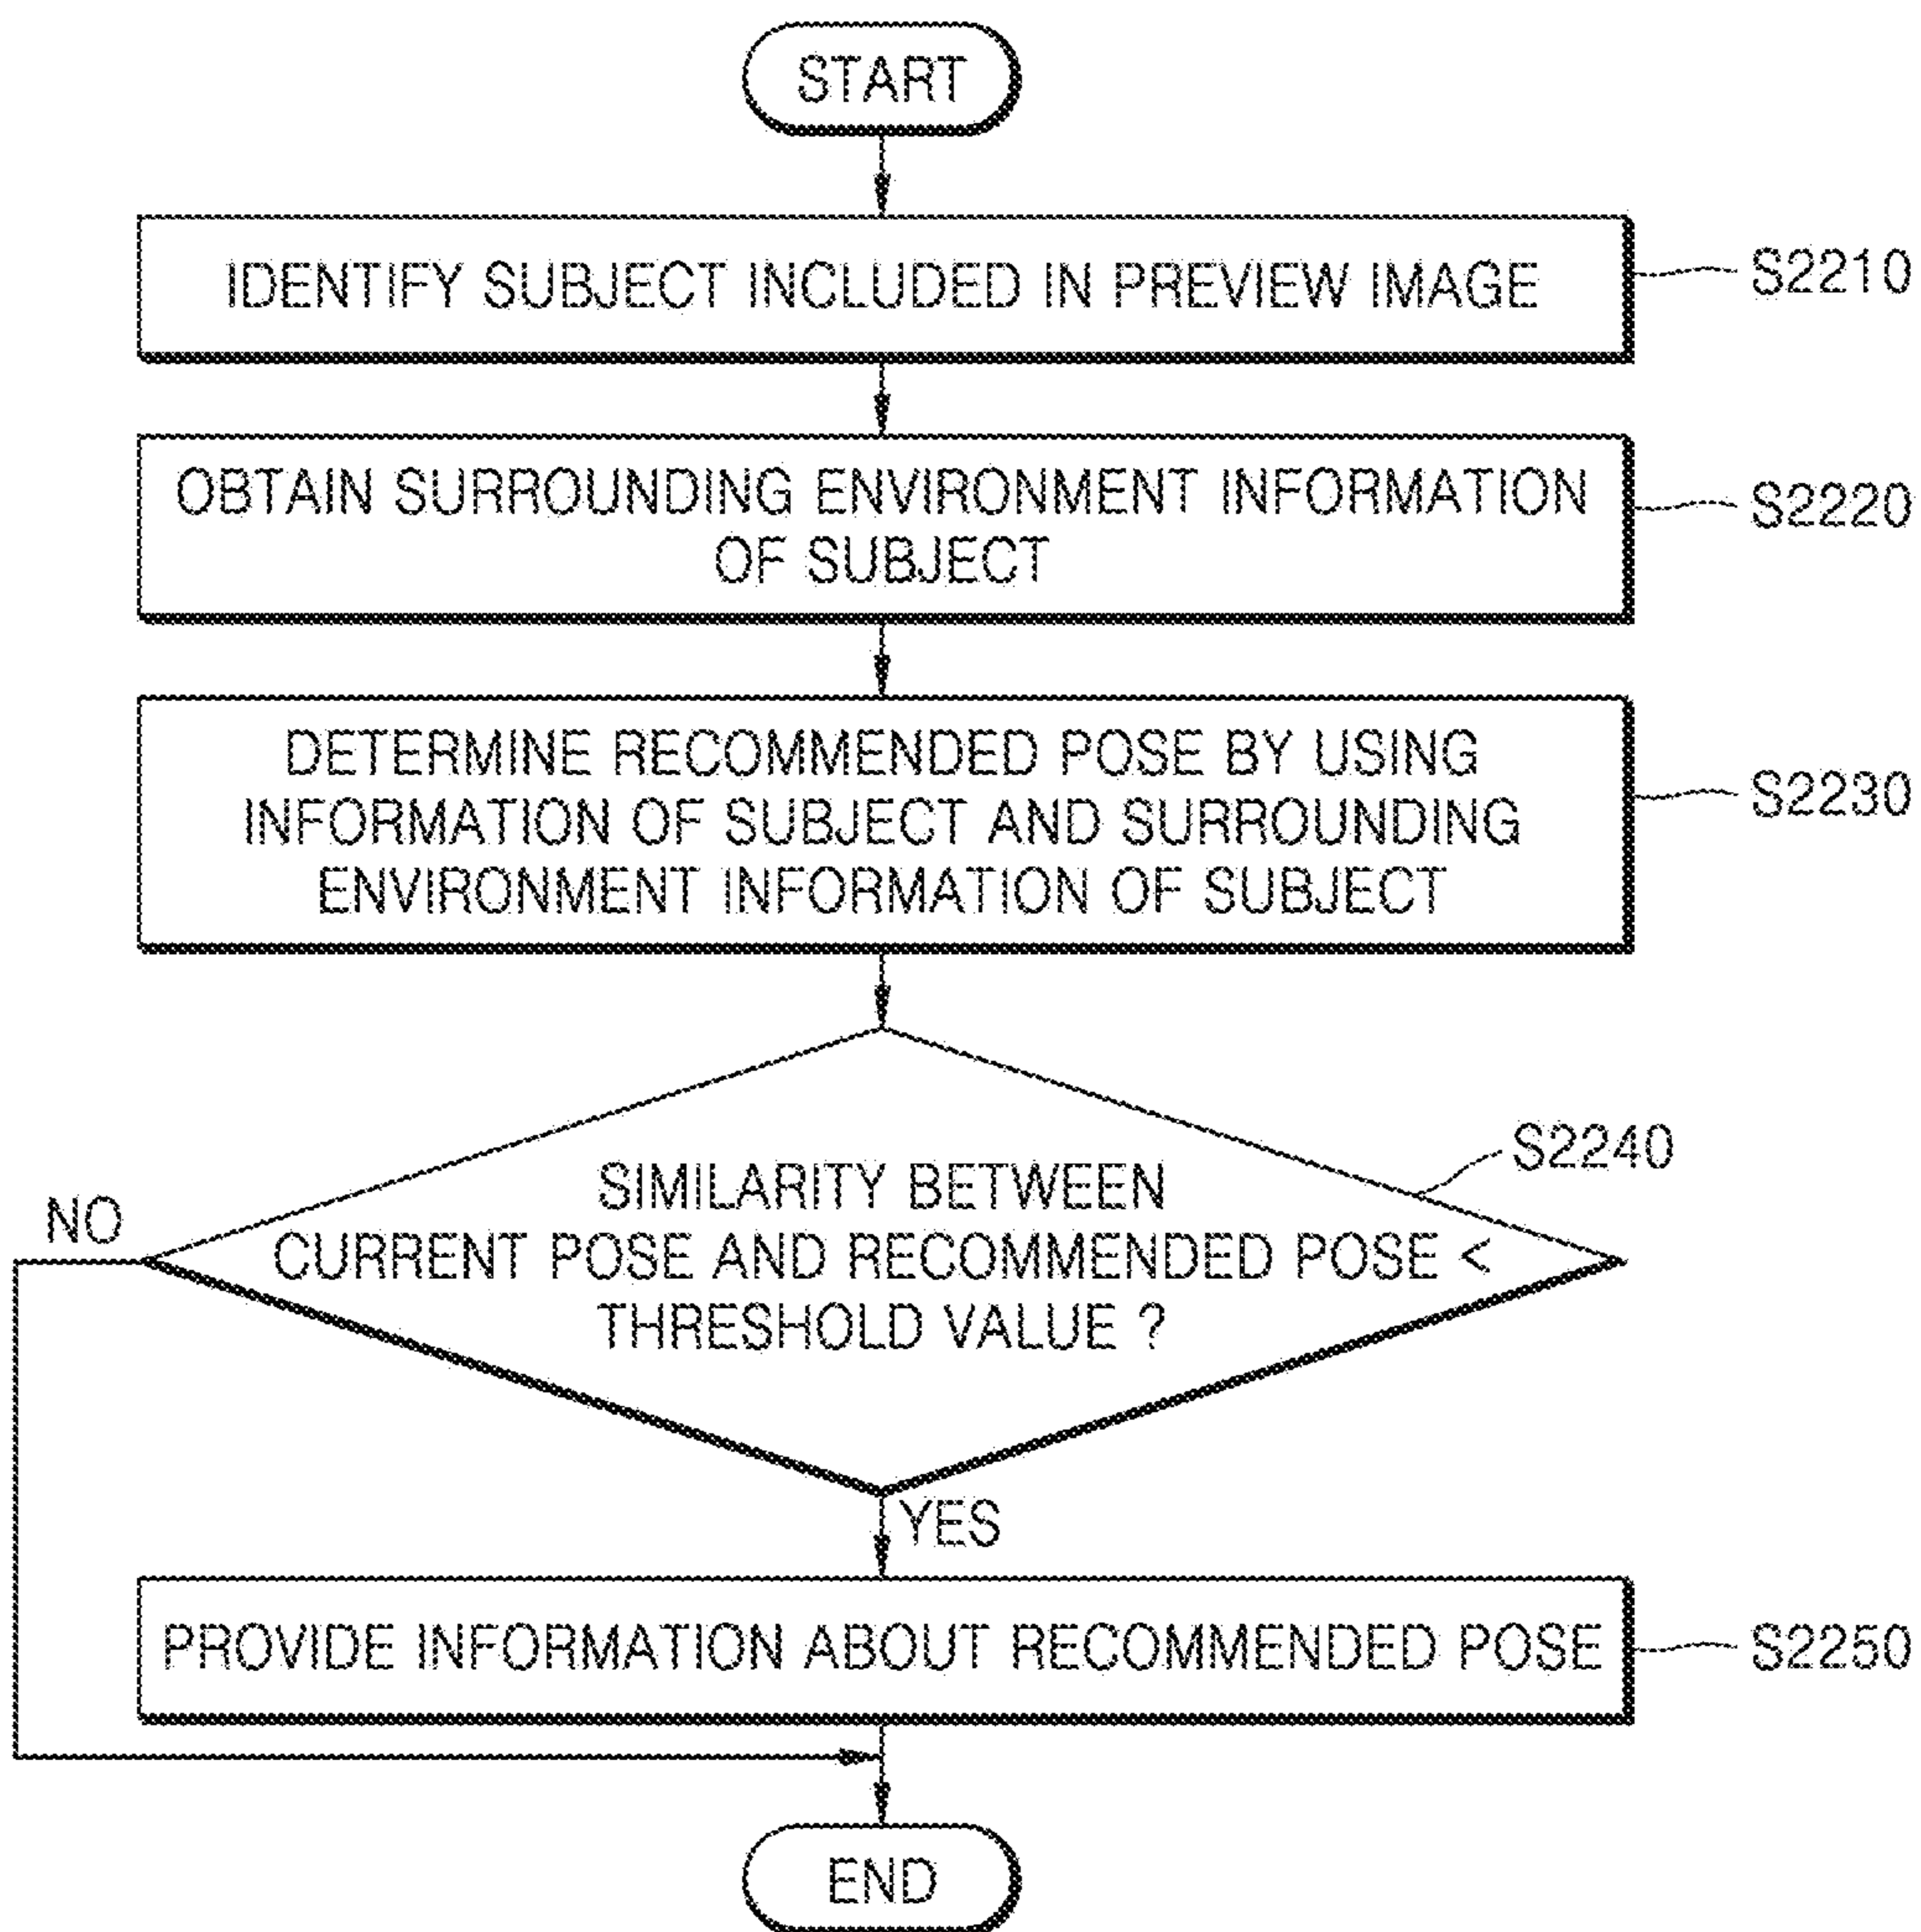 START
IDENTIFY SUBJECT INCLUDED IN PREVIEW IMAGE
S2210
OBTAIN SURROUNDING ENVIRONMENT INFORMATION
OF SUBJECT
S2220
DETERMINE RECOMMENDED POSE BY USING
INFORMATION OF SUBJECT AND SURROUNDING
ENVIRONMENT INFORMATION OF SUBJECT
S2230
SIMILARITY BETWEEN
CURRENT POSE AND RECOMMENDED POSE <
THRESHOLD VALUE ?
S2240
NO
YES
PROVIDE INFORMATION ABOUT RECOMMENDED POSE
S2250
END